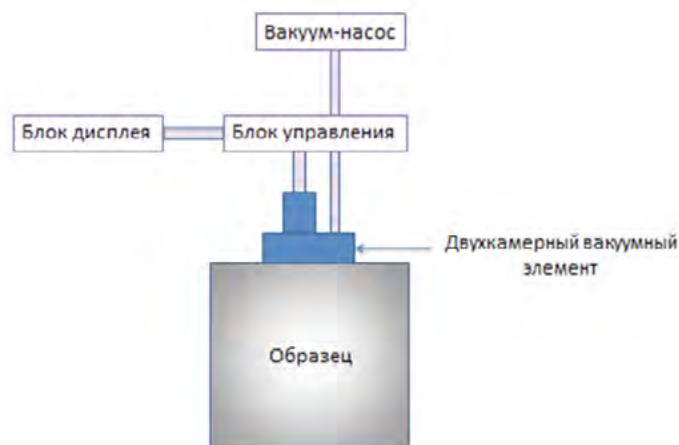 Вакуум-насос
Блок дисплея
Блок управления
Двухкамерный вакуумный
элемент
Образец